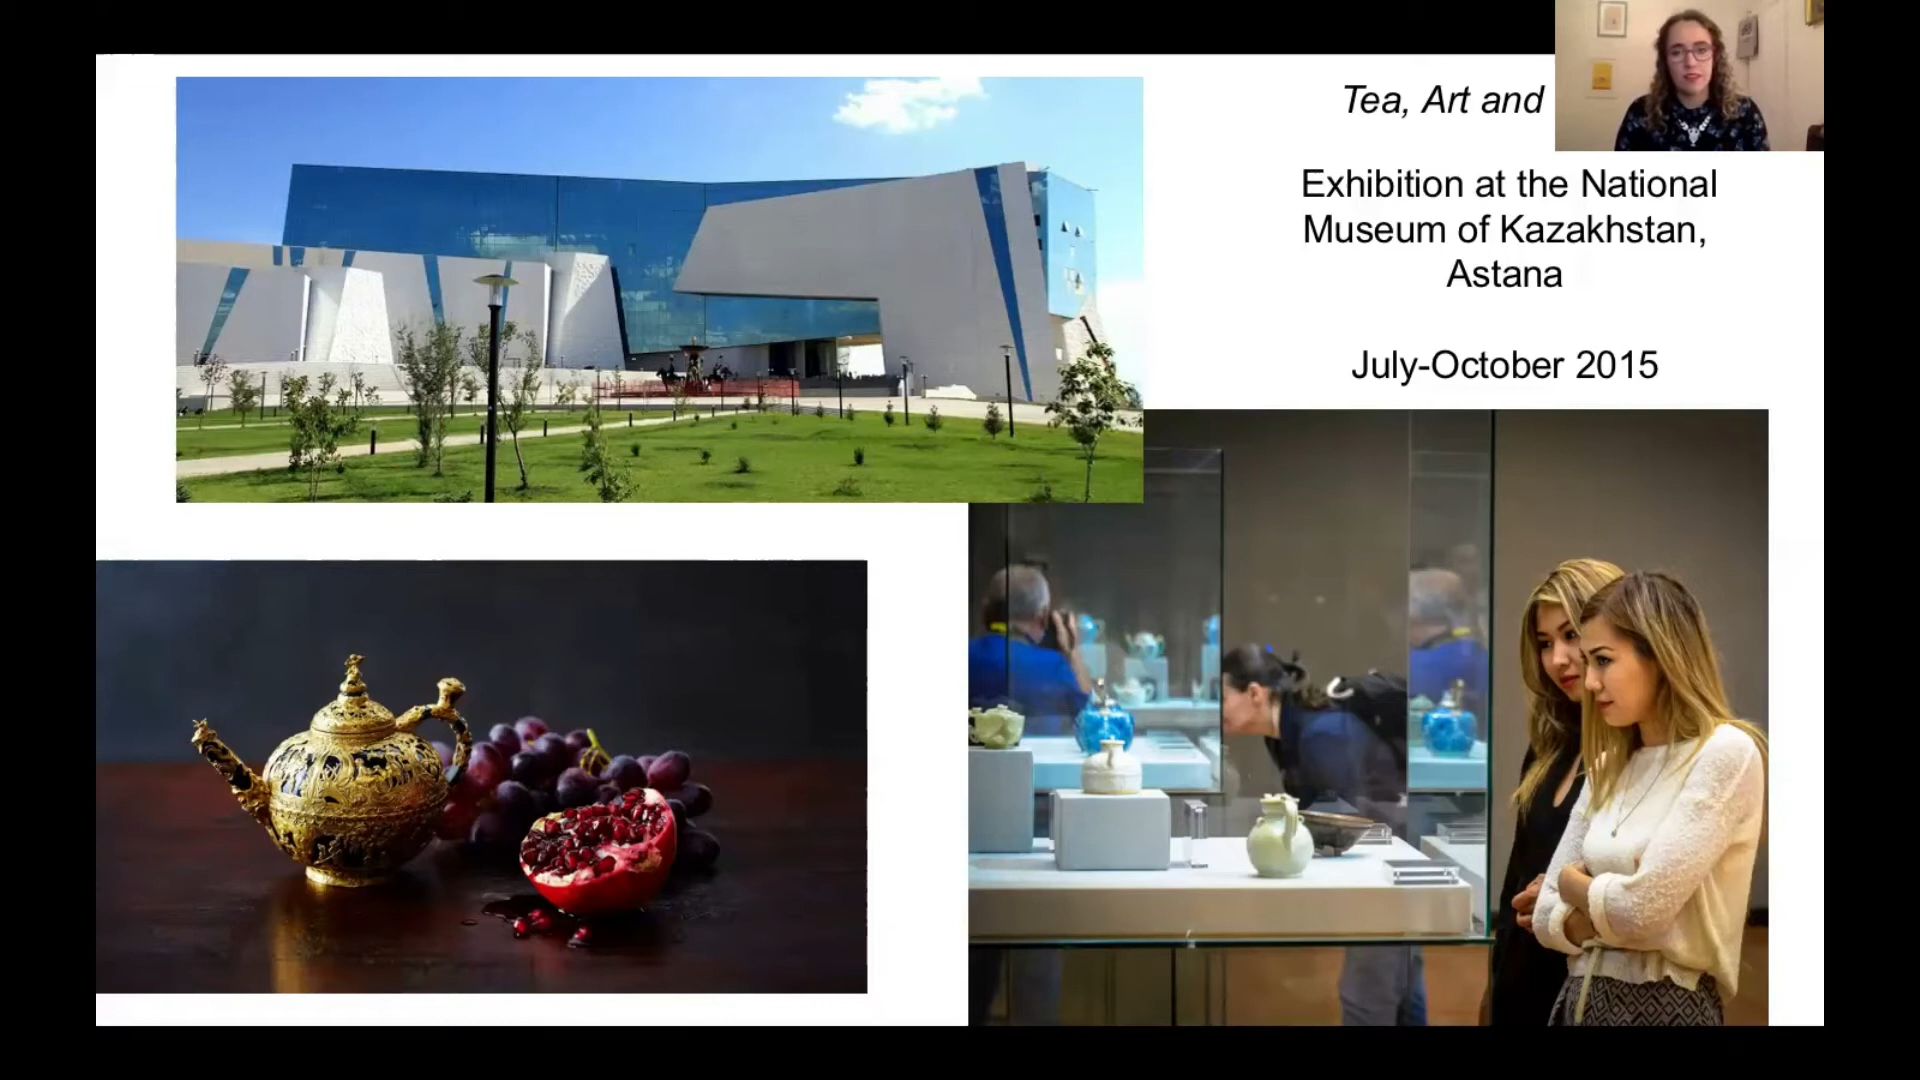 Tea, Art and
Exhibition at the National
Museum of Kazakhstan,
Astana
July-October 2015